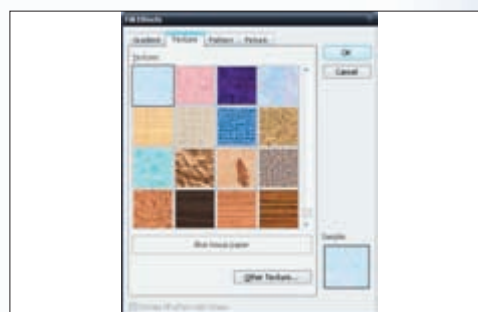 Fill Effects
Gradient Texture Pattern Picture
Texture:
OK
Cancel
Blue tissue paper
Sample:
Other Texture...